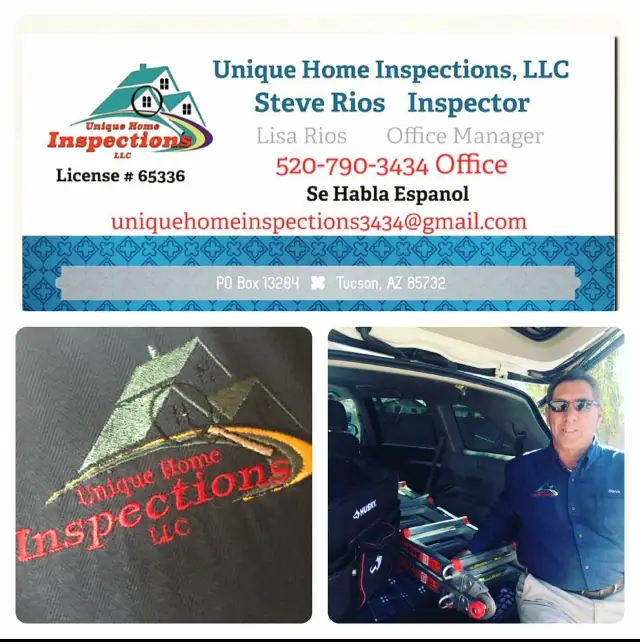 Unique Home Inspections, LLC
Steve Rios Inspector
Unique Home
Inspections
LLC
Lisa Rios Office Manager
License # 65336
520-790-3434 Office
Se Habla Espanol
uniquehomeinspections3434@gmail.com
PO Box 13284 Tucson, AZ 85732
Unique Home
Inspections
LLC
HUSKY